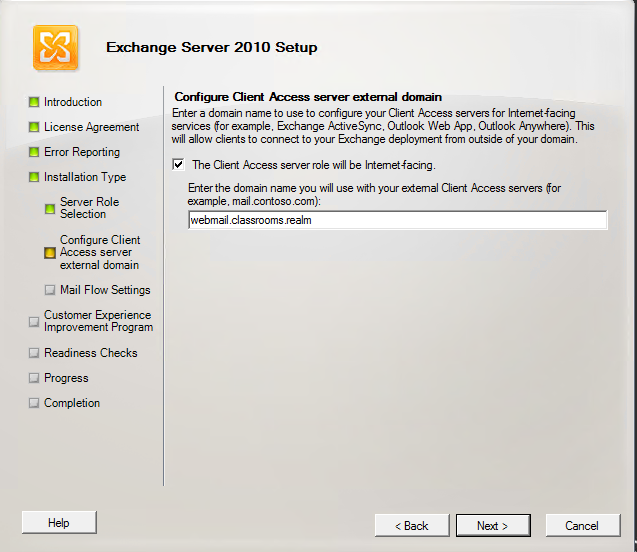 Exchange Server 2010 Setup
Introduction
License Agreement
Error Reporting
Installation Type
Server Role
Selection
Configure Client
Access server
external domain
Mail Flow Settings
Customer Experience
Improvement Program
Readiness Checks
Progress
Completion
Configure Client Access server external domain
Enter a domain name to use to configure your Client Access servers for Internet-facing
services (for example, Exchange ActiveSync, Outlook Web App, Outlook Anywhere). This
will allow clients to connect to your Exchange deployment from outside of your domain.
The Client Access server role will be Internet-facing.
Enter the domain name you will use with your external Client Access servers (for
example, mail.contoso.com):
webmail.classrooms.realm
Help
< Back
Next >
Cancel